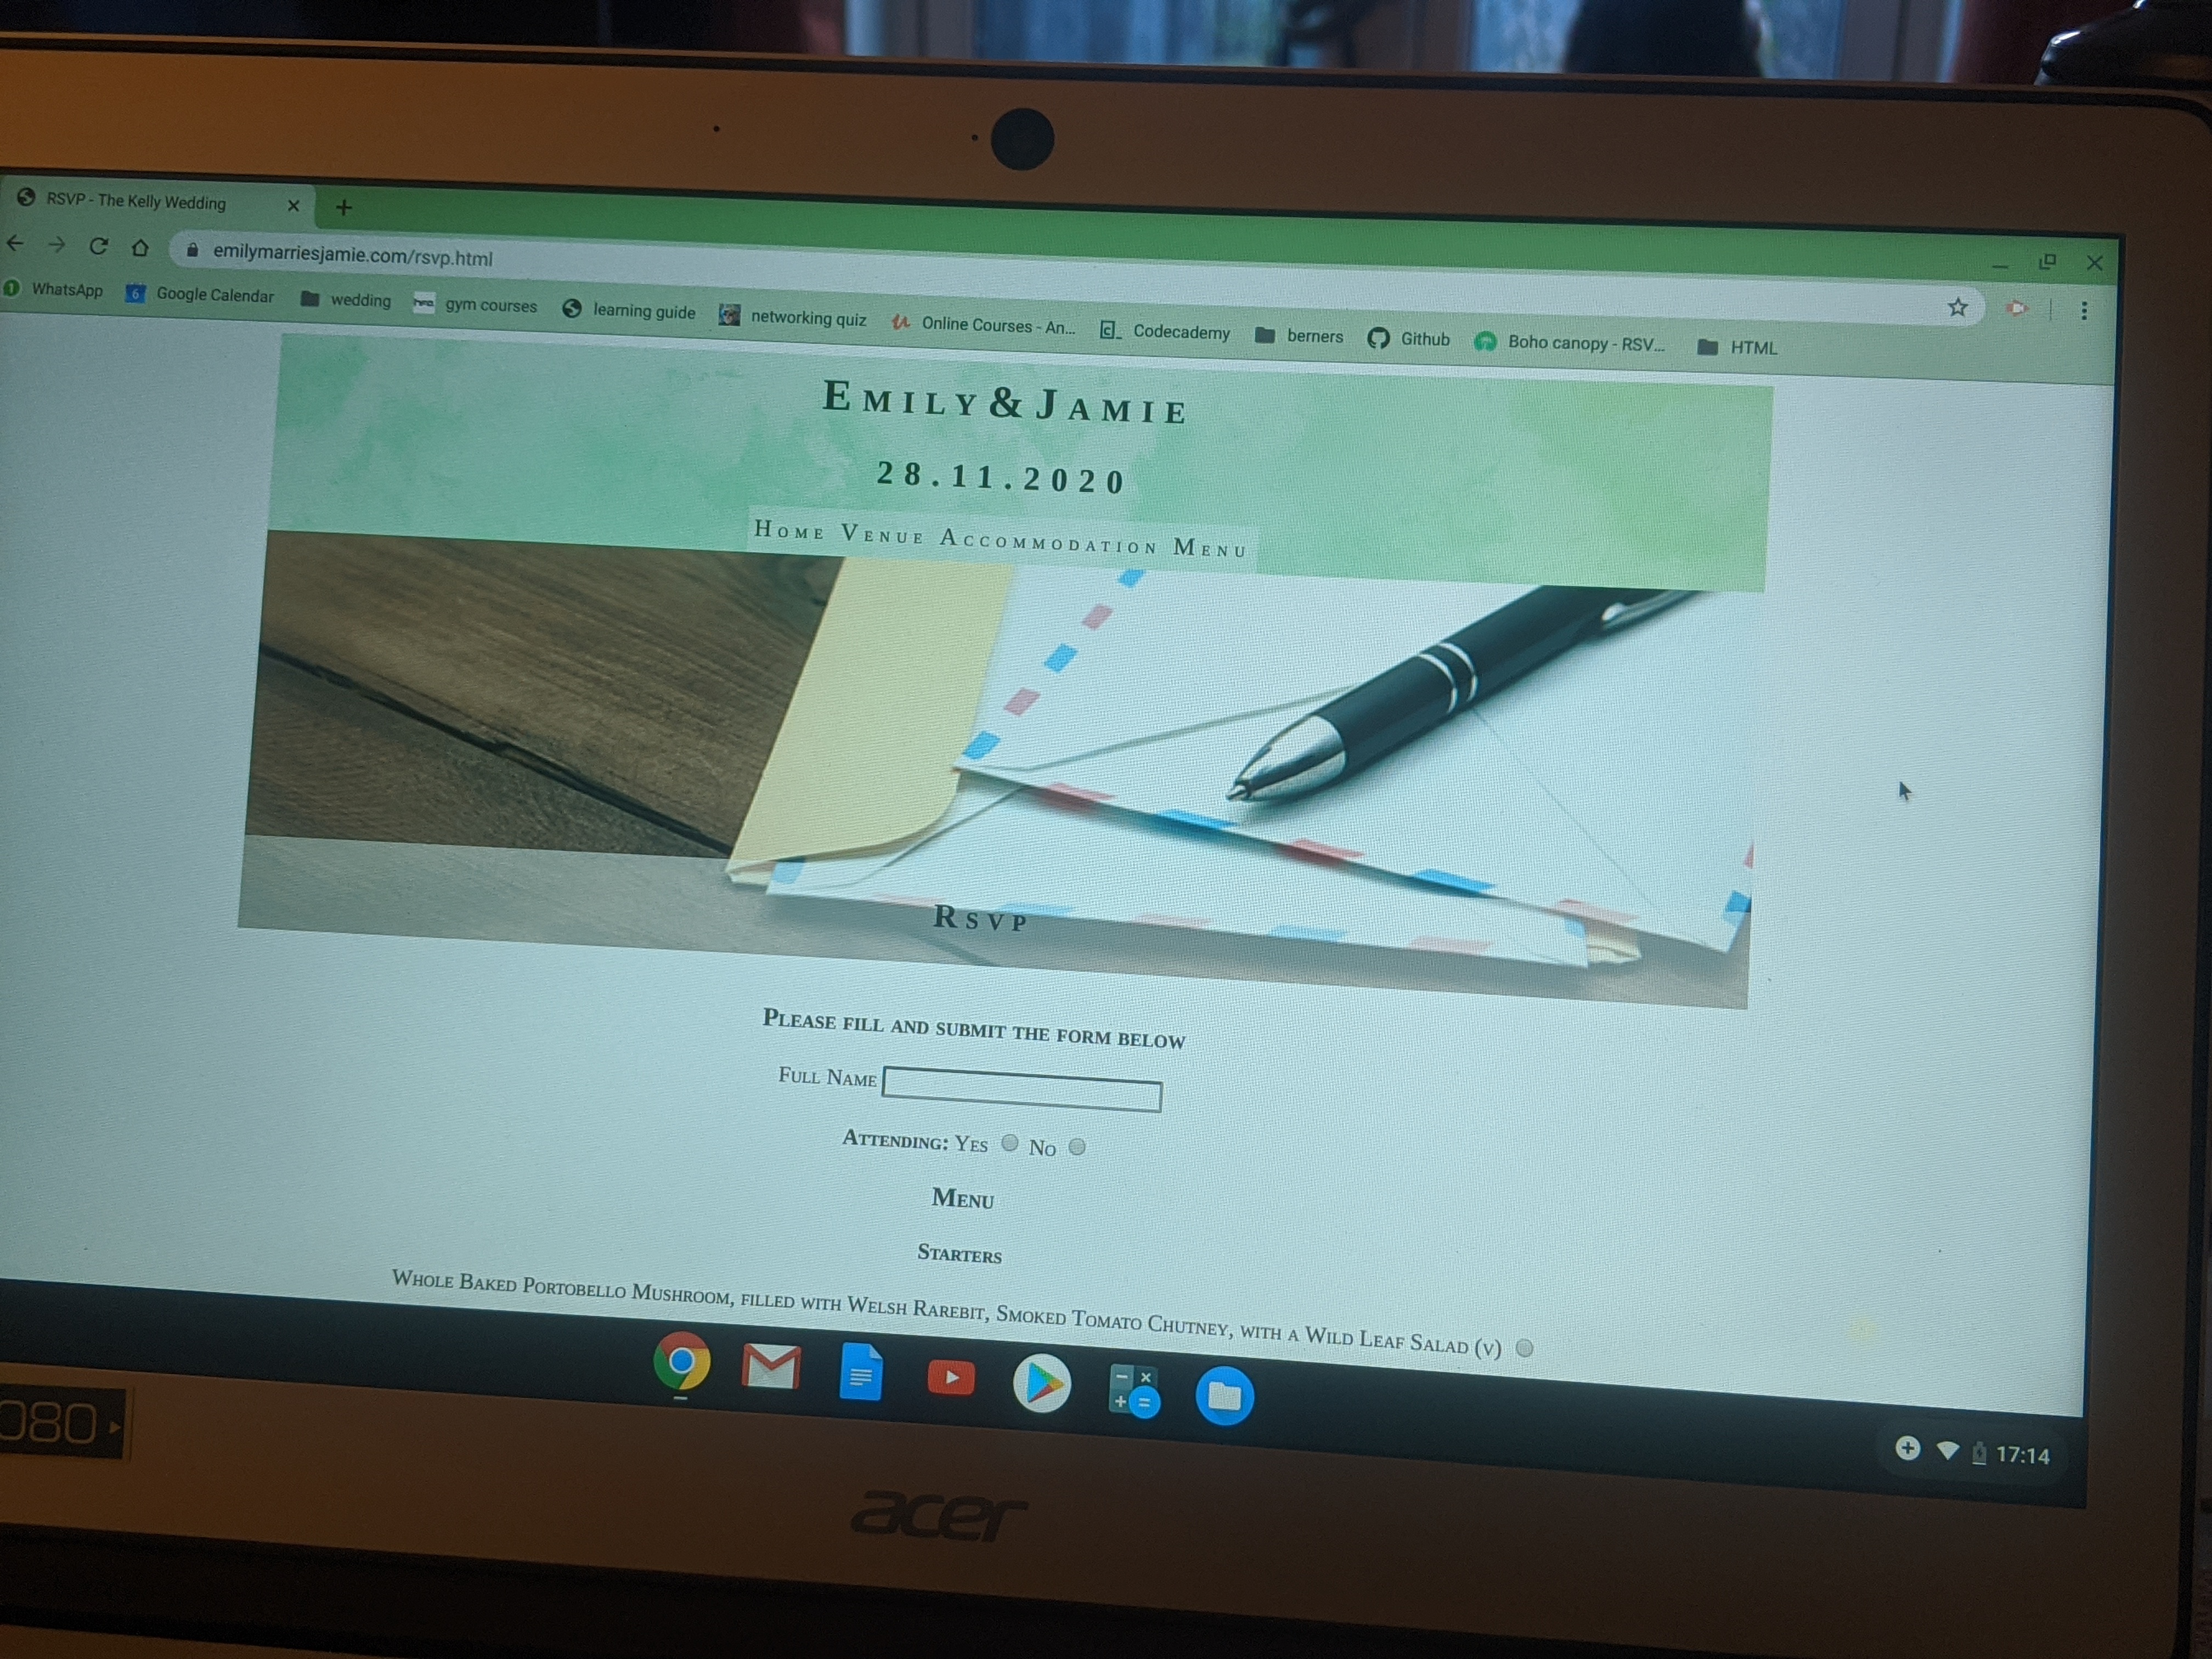 RSVP - The Kelly Wedding
emilymarriesjamie.com/rsvp.html
WhatsApp 6 Google Calendar wedding gym courses learning guide networking quiz Online Courses - An... Codecademy berners Github Boho canopy - RSV... HTML
EMILY & JAMIE
28.11.2020
HOME VENUE ACCOMMODATION MENU
RSVP
PLEASE FILL AND SUBMIT THE FORM BELOW
FULL NAME
ATTENDING: YES NO
MENU
STARTERS
WHOLE BAKED PORTOBELLO MUSHROOM, FILLED WITH WELSH RAREBIT, SMOKED TOMATO CHUTNEY, WITH A WILD LEAF SALAD (V)
080
17:14
acer